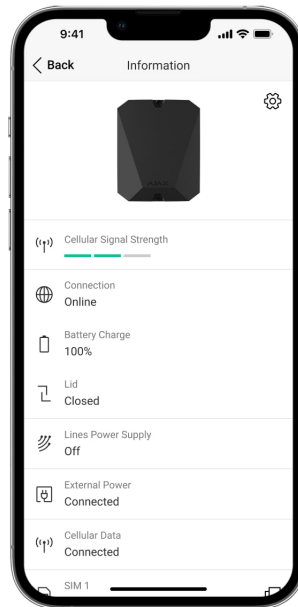 9:41
Back
Information
AJAX
Cellular Signal Strength
Connection
Online
Battery Charge
100%
Lid
Closed
Lines Power Supply
Off
External Power
Connected
Cellular Data
Connected
SIM 1